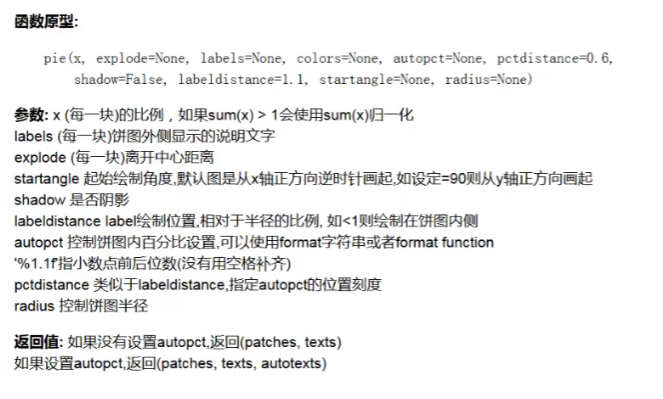 函数原型:
pie(x, explode=None, labels=None, colors=None, autopct=None, pctdistance=0.6,
shadow=False, labeldistance=1.1, startangle=None, radius=None)
参数: x (每一块)的比例，如果sum(x) > 1会使用sum(x)归一化
labels (每一块)饼图外侧显示的说明文字
explode (每一块)离开中心距离
startangle 起始绘制角度,默认图是从x轴正方向逆时针画起,如设定=90则从y轴正方向画起
shadow 是否阴影
labeldistance label绘制位置,相对于半径的比例, 如<1则绘制在饼图内侧
autopct 控制饼图内百分比设置,可以使用format字符串或者format function
'%1.1f'指小数点前后位数(没有用空格补齐)
pctdistance 类似于labeldistance,指定autopct的位置刻度
radius 控制饼图半径
返回值: 如果没有设置autopct,返回(patches, texts)
如果设置autopct,返回(patches, texts, autotexts)